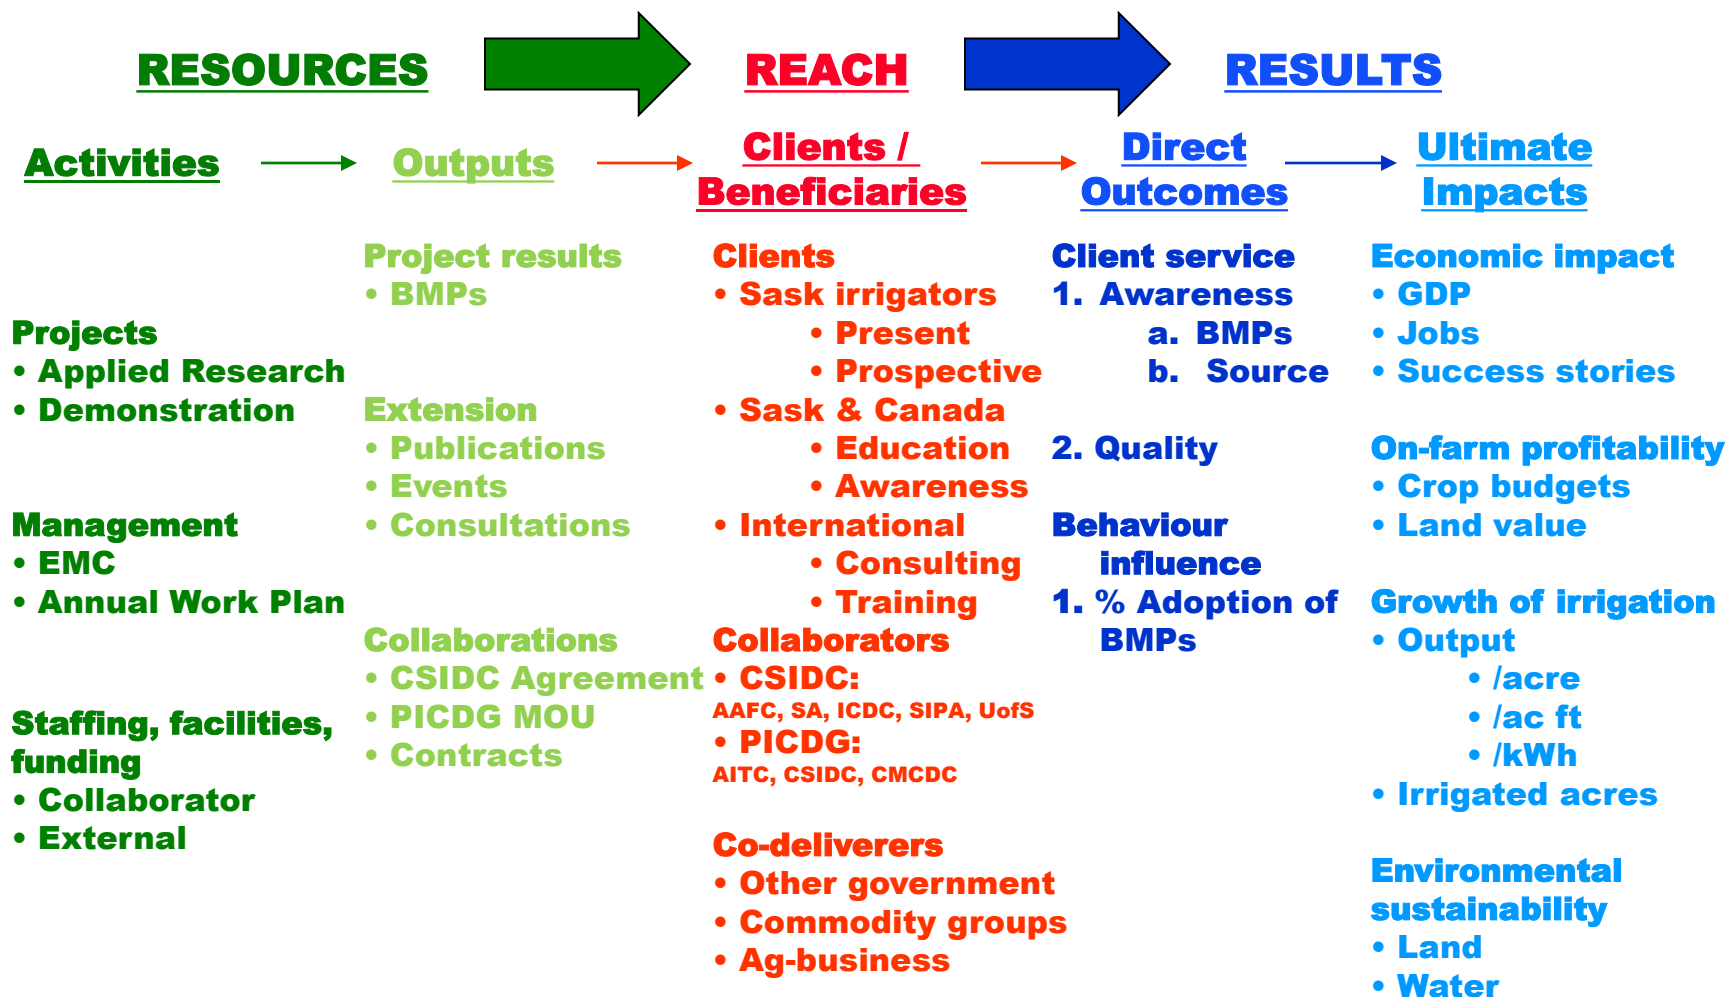 RESOURCES
REACH
RESULTS
Activities
Outputs
Clients /
Beneficiaries
Direct
Outcomes
Ultimate
Impacts
Projects
• Applied Research
• Demonstration
Management
• EMC
• Annual Work Plan
Staffing, facilities,
funding
• Collaborator
• External
Project results
• BMPs
Extension
• Publications
• Events
• Consultations
Collaborations
• CSIDC Agreement
• PICDG MOU
• Contracts
Clients
• Sask irrigators
• Present
• Prospective
• Sask & Canada
• Education
• Awareness
• International
• Consulting
• Training
Collaborators
• CSIDC:
AAFC, SA, ICDC, SIPA, UofS
• PICDG:
AITC, CSIDC, CMCDC
Co-deliverers
• Other government
• Commodity groups
• Ag-business
Client service
1. Awareness
a. BMPs
b. Source
2. Quality
Behaviour
influence
1. % Adoption of
BMPs
Economic impact
• GDP
• Jobs
• Success stories
On-farm profitability
• Crop budgets
• Land value
Growth of irrigation
• Output
• /acre
• /ac ft
• /kWh
• Irrigated acres
Environmental
sustainability
• Land
• Water